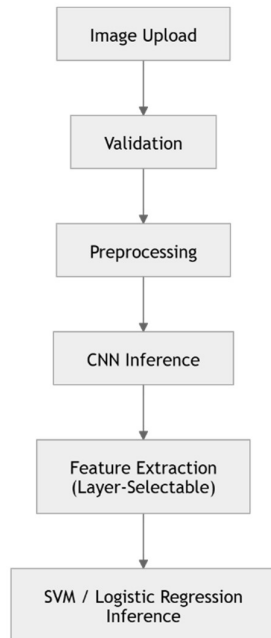 Image Upload
Validation
Preprocessing
CNN Inference
Feature Extraction
(Layer-Selectable)
SVM / Logistic Regression
Inference